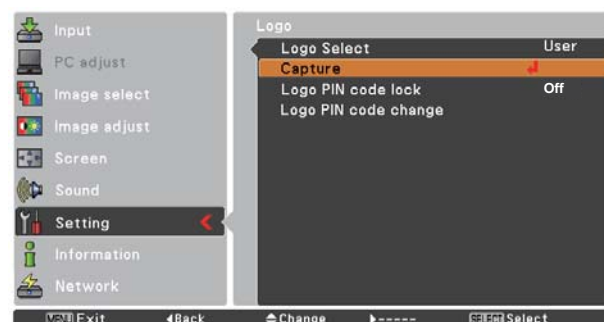 Input
PC adjust
Image select
Image adjust
Screen
Sound
Setting
Information
Network
Logo
Logo Select User
Capture
Logo PIN code lock Off
Logo PIN code change
MENU Exit Back Change ----- SELECT Select